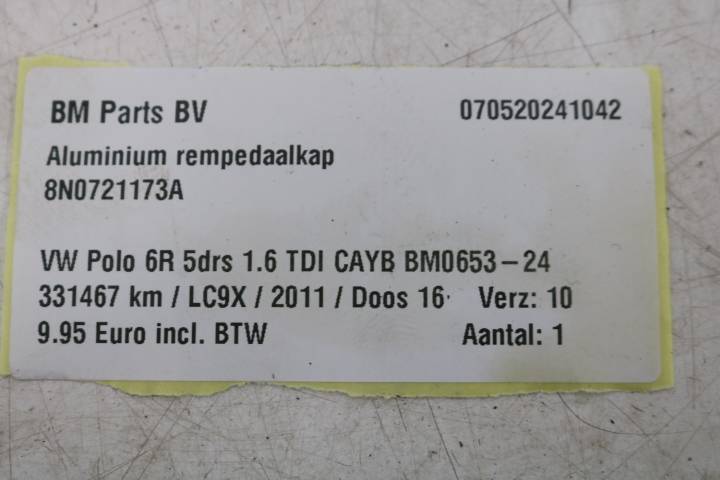 BM Parts BV 070520241042
Aluminium rempedaalkap
8N0721173A
VW Polo 6R 5drs 1.6 TDI CAYB BM0653-24
331467 km / LC9X / 2011 / Doos 16 Verz: 10
9.95 Euro incl. BTW Aantal: 1